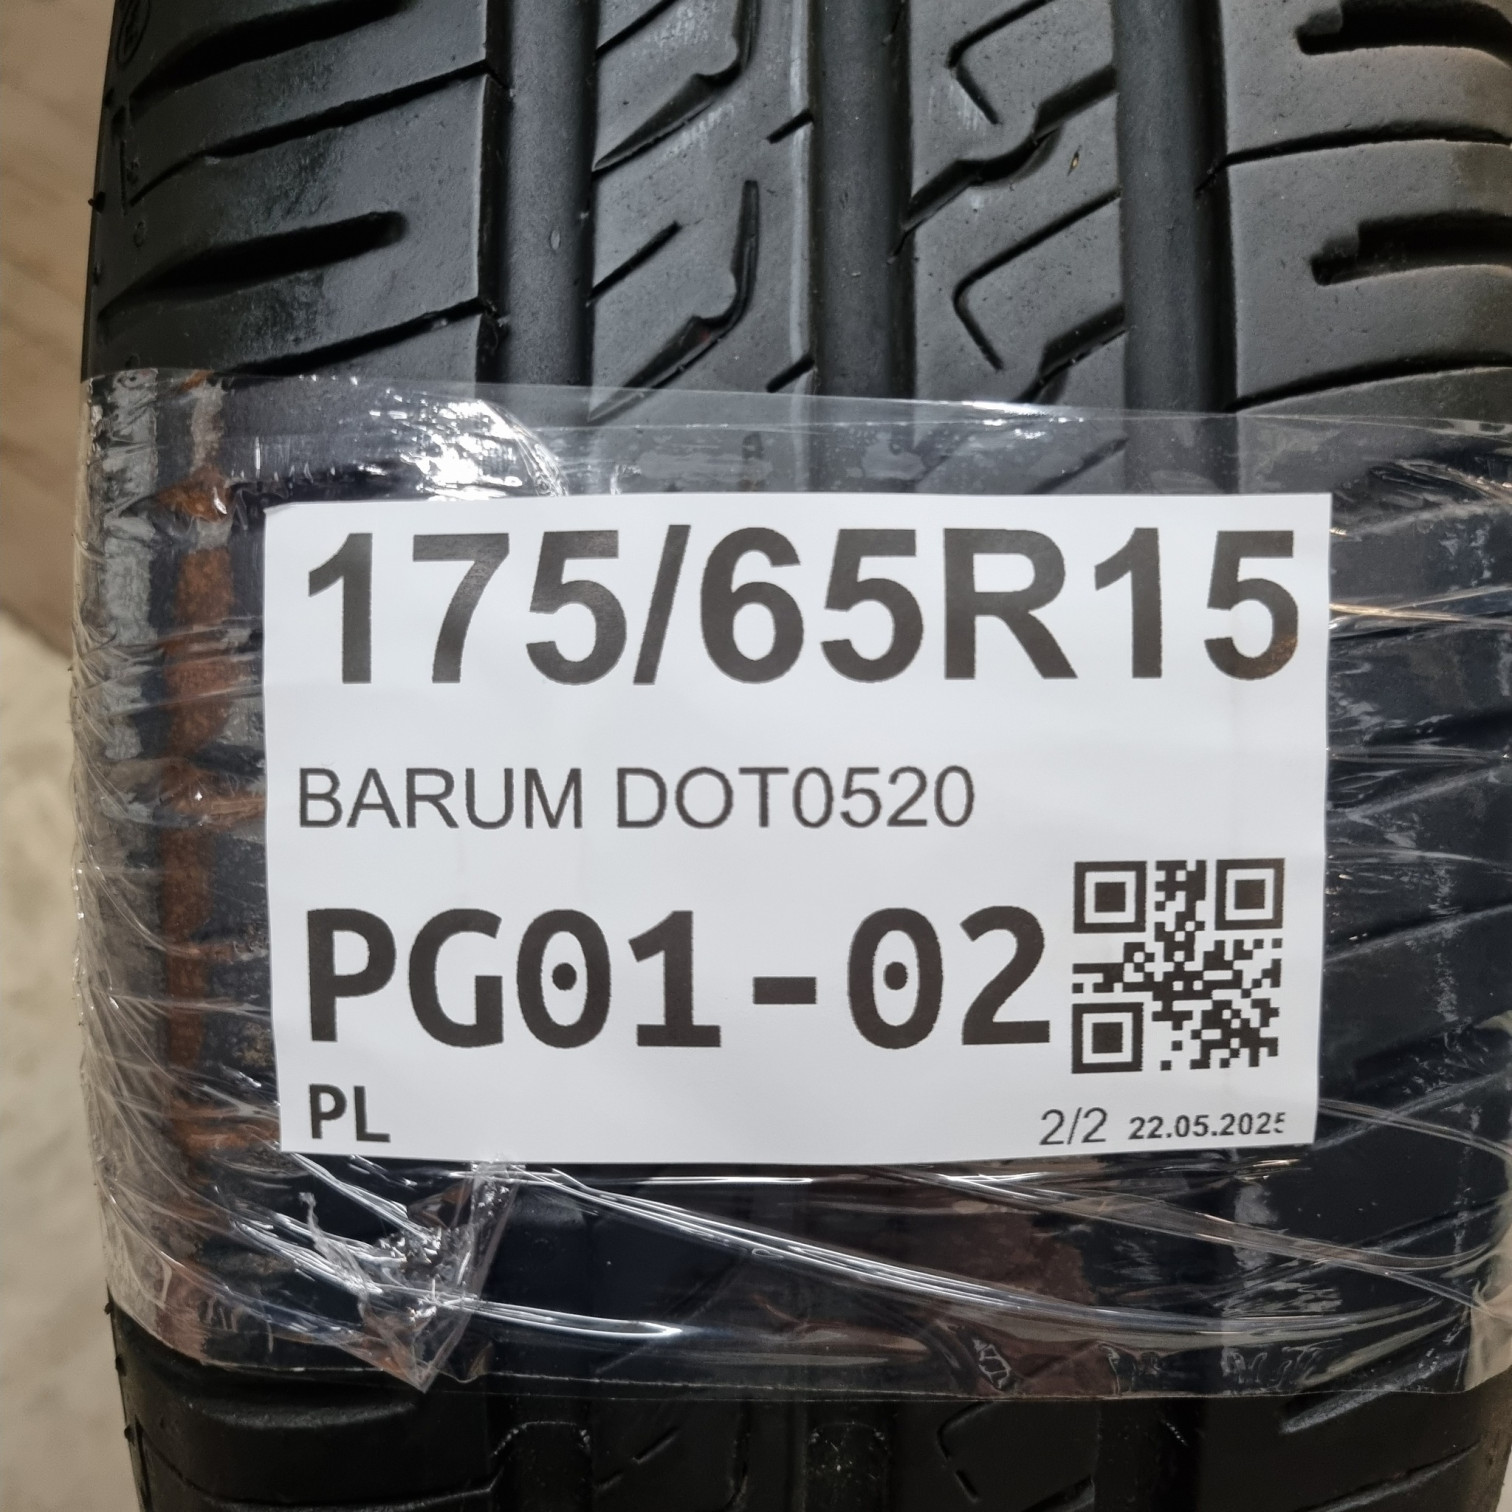 175/65R15
BARUM DOT0520
PG01-02
PL
2/2 22.05.2025